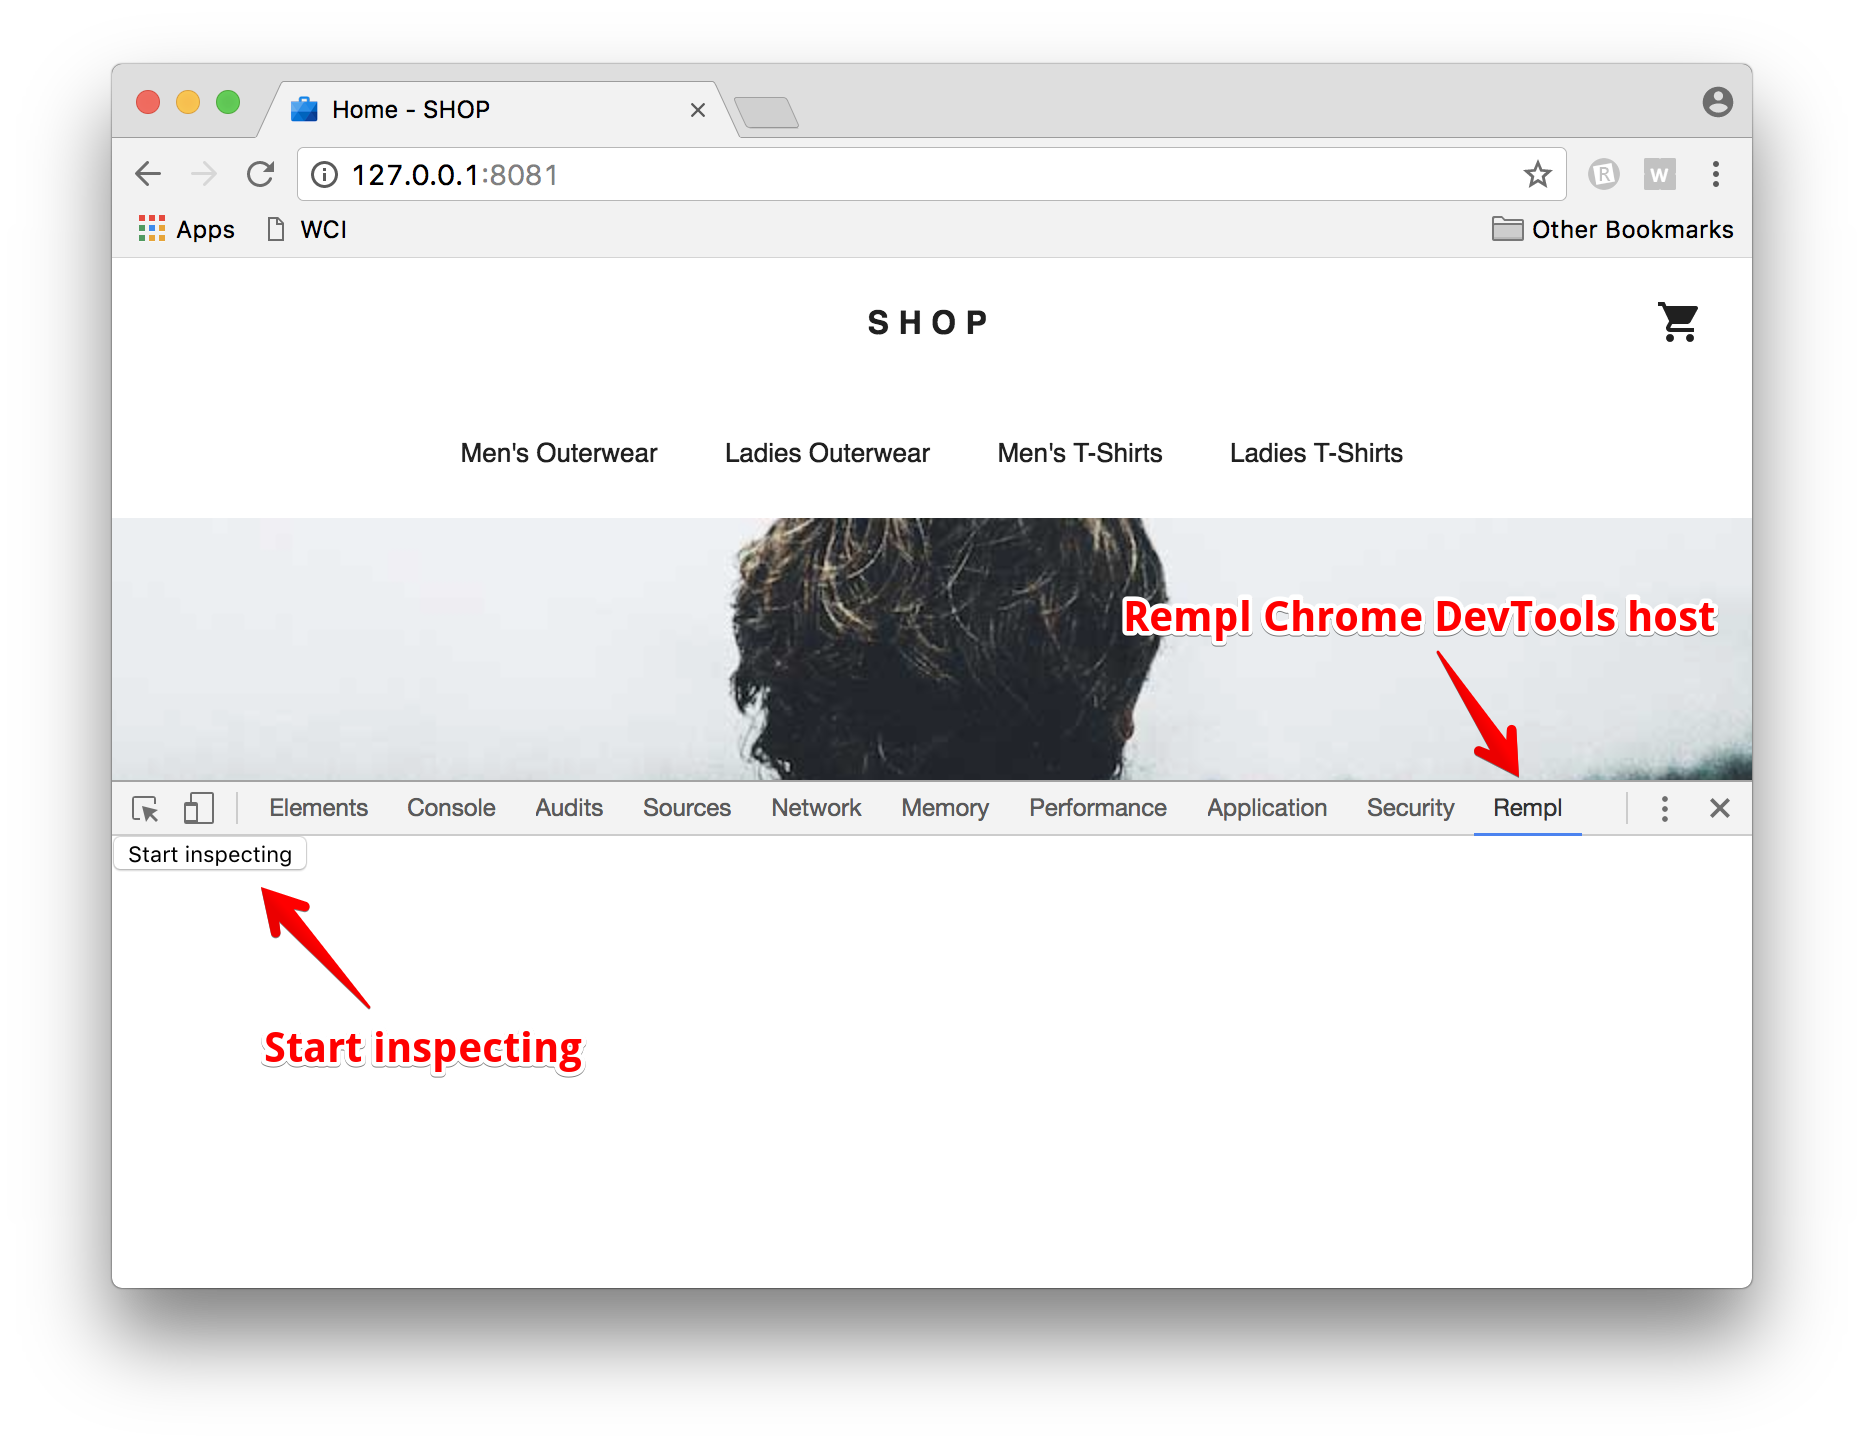 Home - SHOP
127.0.0.1:8081
R
W
Apps
WCI
Other Bookmarks
SHOP
Men's Outerwear
Ladies Outerwear
Men's T-Shirts
Ladies T-Shirts
Rempl Chrome DevTools host
Elements
Console
Audits
Sources
Network
Memory
Performance
Application
Security
Rempl
Start inspecting
Start inspecting